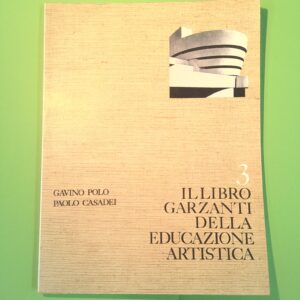 3
GAVINO POLO
PAOLO CASADEI
IL LIBRO
GARZANTI
DELLA
EDUCAZIONE
ARTISTICA